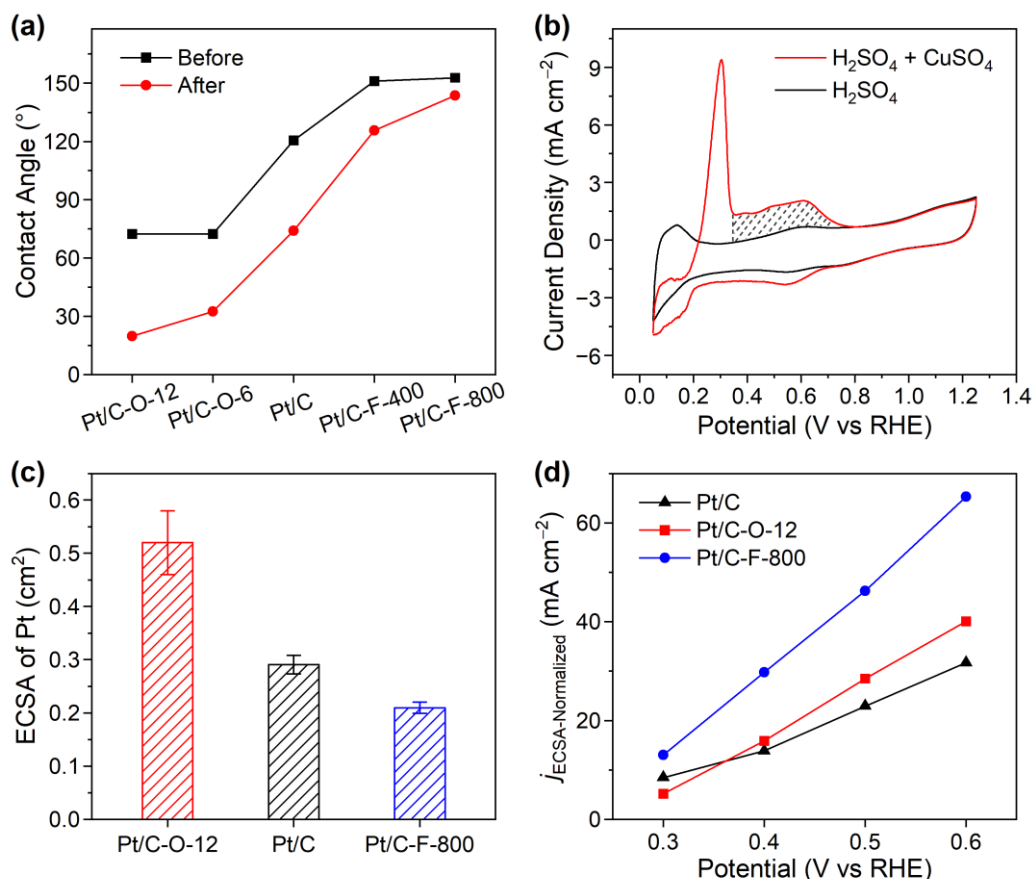 (a)
Before
After
Contact Angle (°)
150
120
90
60
30
0
Pt/C-O-12
Pt/C-O-6
Pt/C
Pt/C-F-400
Pt/C-F-800
(b)
H₂SO₄ + CuSO₄
H₂SO₄
Current Density (mA cm⁻²)
9
6
3
0
−3
−6
0.0 0.2 0.4 0.6 0.8 1.0 1.2 1.4
Potential (V vs RHE)
(c)
ECSA of Pt (cm²)
0.6
0.5
0.4
0.3
0.2
0.1
0.0
Pt/C-O-12 Pt/C Pt/C-F-800
(d)
Pt/C
Pt/C-O-12
Pt/C-F-800
jECSA-Normalized (mA cm⁻²)
60
40
20
0
0.3 0.4 0.5 0.6
Potential (V vs RHE)